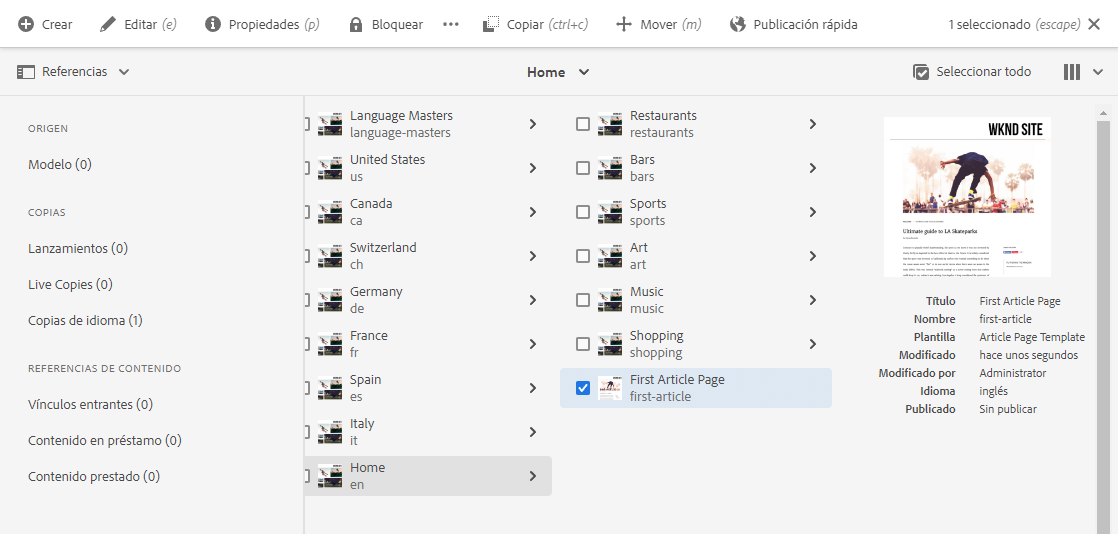 Crear
Editar (e)
Propiedades (p)
Bloquear
Copiar (ctrl+c)
Mover (m)
Publicación rápida
1 seleccionado (escape)
Referencias
Home
Seleccionar todo
ORIGEN
Modelo (0)
COPIAS
Lanzamientos (0)
Live Copies (0)
Copias de idioma (1)
REFERENCIAS DE CONTENIDO
Vínculos entrantes (0)
Contenido en préstamo (0)
Contenido prestado (0)
Language Masters
language-masters
United States
us
Canada
ca
Switzerland
ch
Germany
de
France
fr
Spain
es
Italy
it
Home
en
Restaurants
restaurants
Bars
bars
Sports
sports
Art
art
Music
music
Shopping
shopping
First Article Page
first-article
WKND SITE
Ultimate guide to LA Skateparks
Título First Article Page
Nombre first-article
Plantilla Article Page Template
Modificado hace unos segundos
Modificado por Administrator
Idioma inglés
Publicado Sin publicar